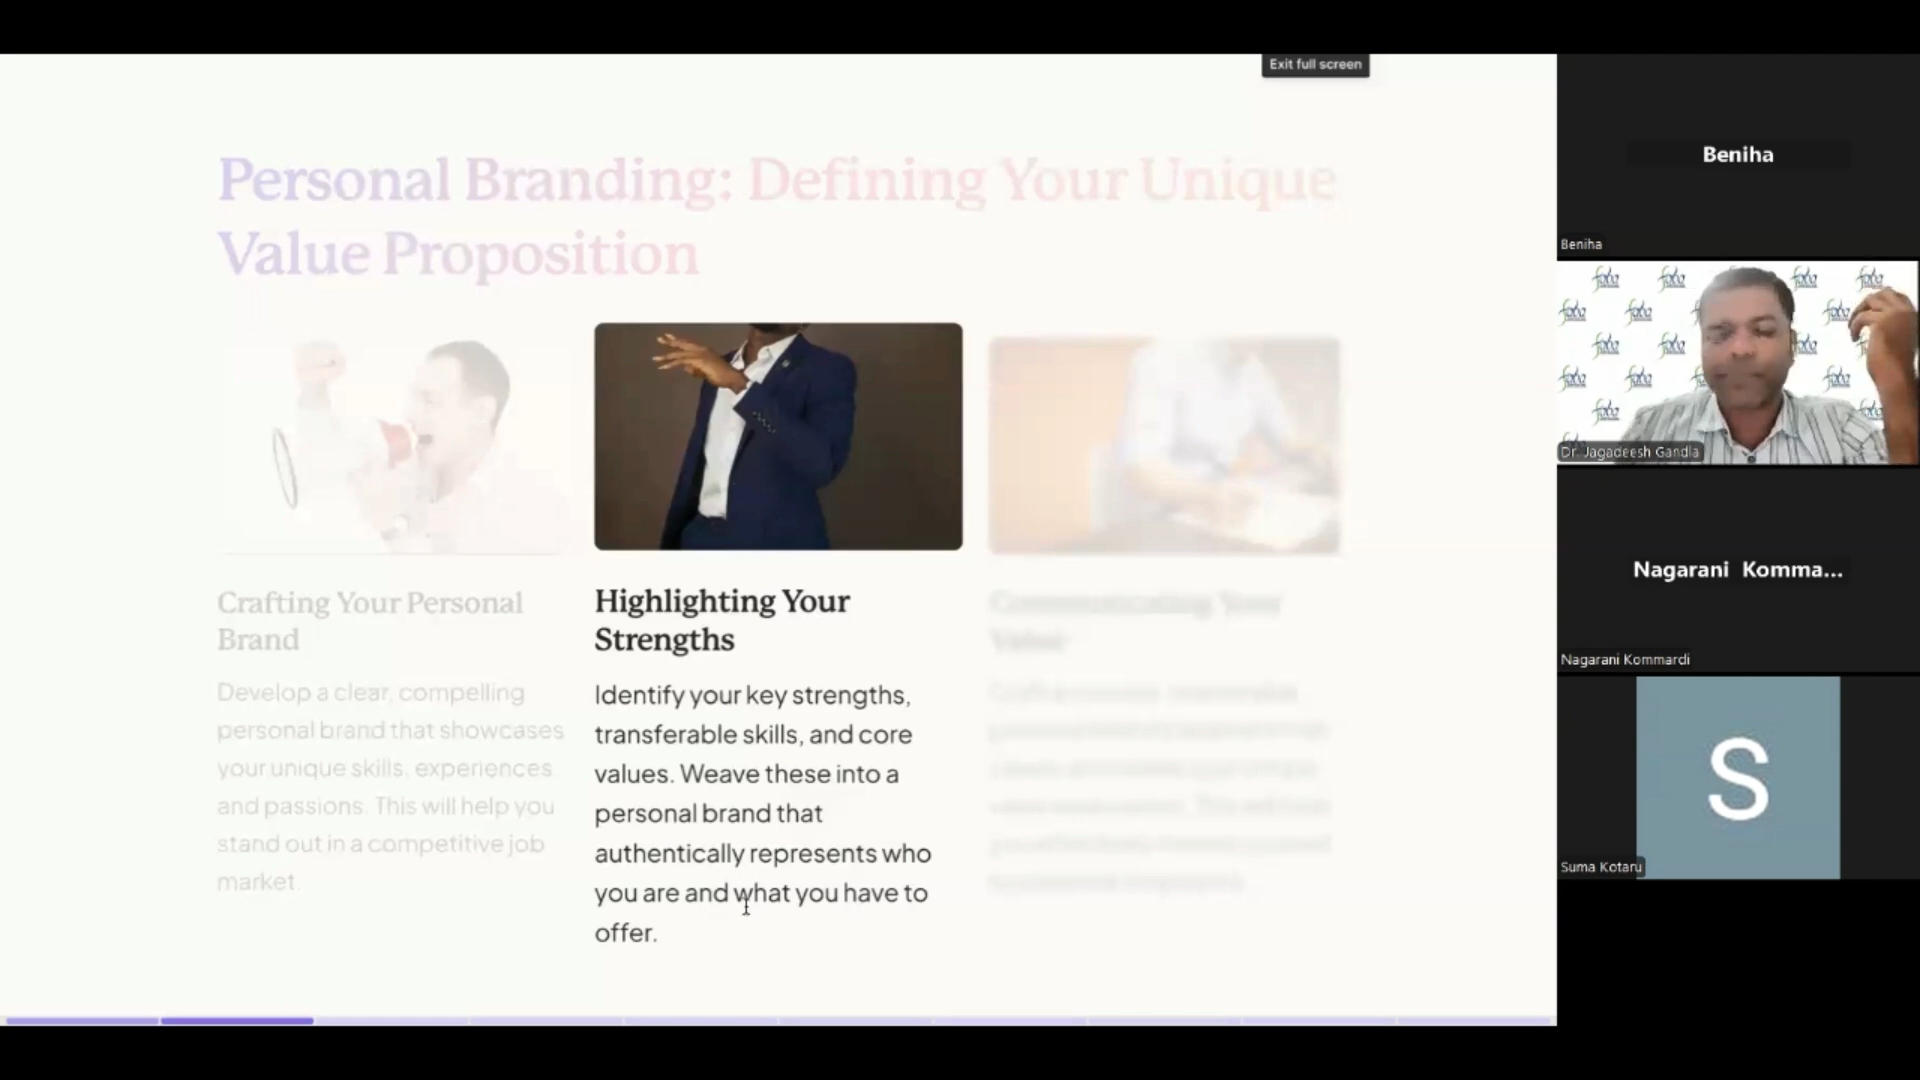 Exit full screen
Personal Branding: Defining Your Unique
Value Proposition
Crafting Your Personal
Brand
Develop a clear, compelling
personal brand that showcases
your unique skills, experiences
and passions. This will help you
stand out in a competitive job
market.
Highlighting Your
Strengths
Identify your key strengths,
transferable skills, and core
values. Weave these into a
personal brand that
authentically represents who
you are and what you have to
offer.
Communicating Your
Value
Beniha
Beniha
Dr. Jagadeesh Gandla
Nagarani Komma...
Nagarani Kommardi
S
Suma Kotaru